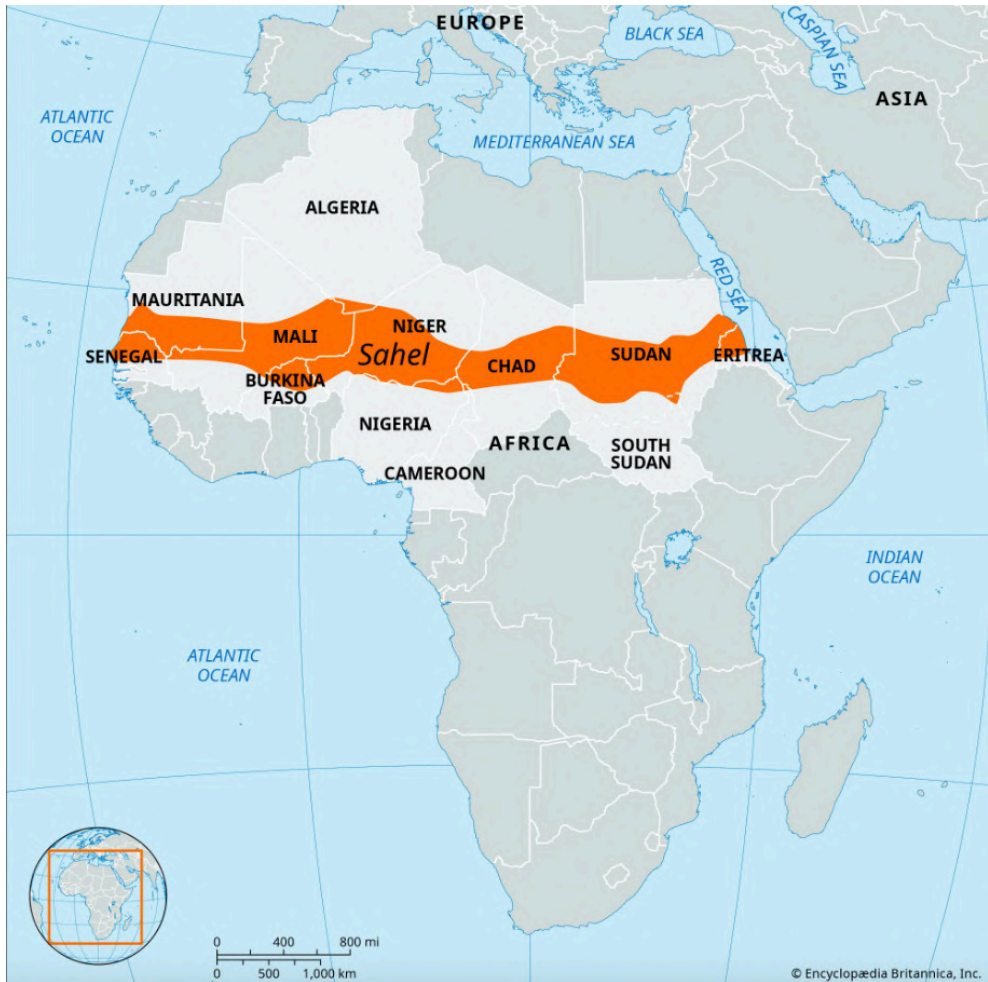 EUROPE
BLACK SEA
CASPIAN SEA
ASIA
ATLANTIC
OCEAN
MEDITERRANEAN SEA
ALGERIA
RED SEA
MAURITANIA
NIGER
MALI
Sahel
SENEGAL
CHAD
SUDAN
ERITREA
BURKINA
FASO
NIGERIA
AFRICA
SOUTH
SUDAN
CAMEROON
INDIAN
OCEAN
ATLANTIC
OCEAN
0 400 800 mi
0 500 1,000 km
© Encyclopædia Britannica, Inc.